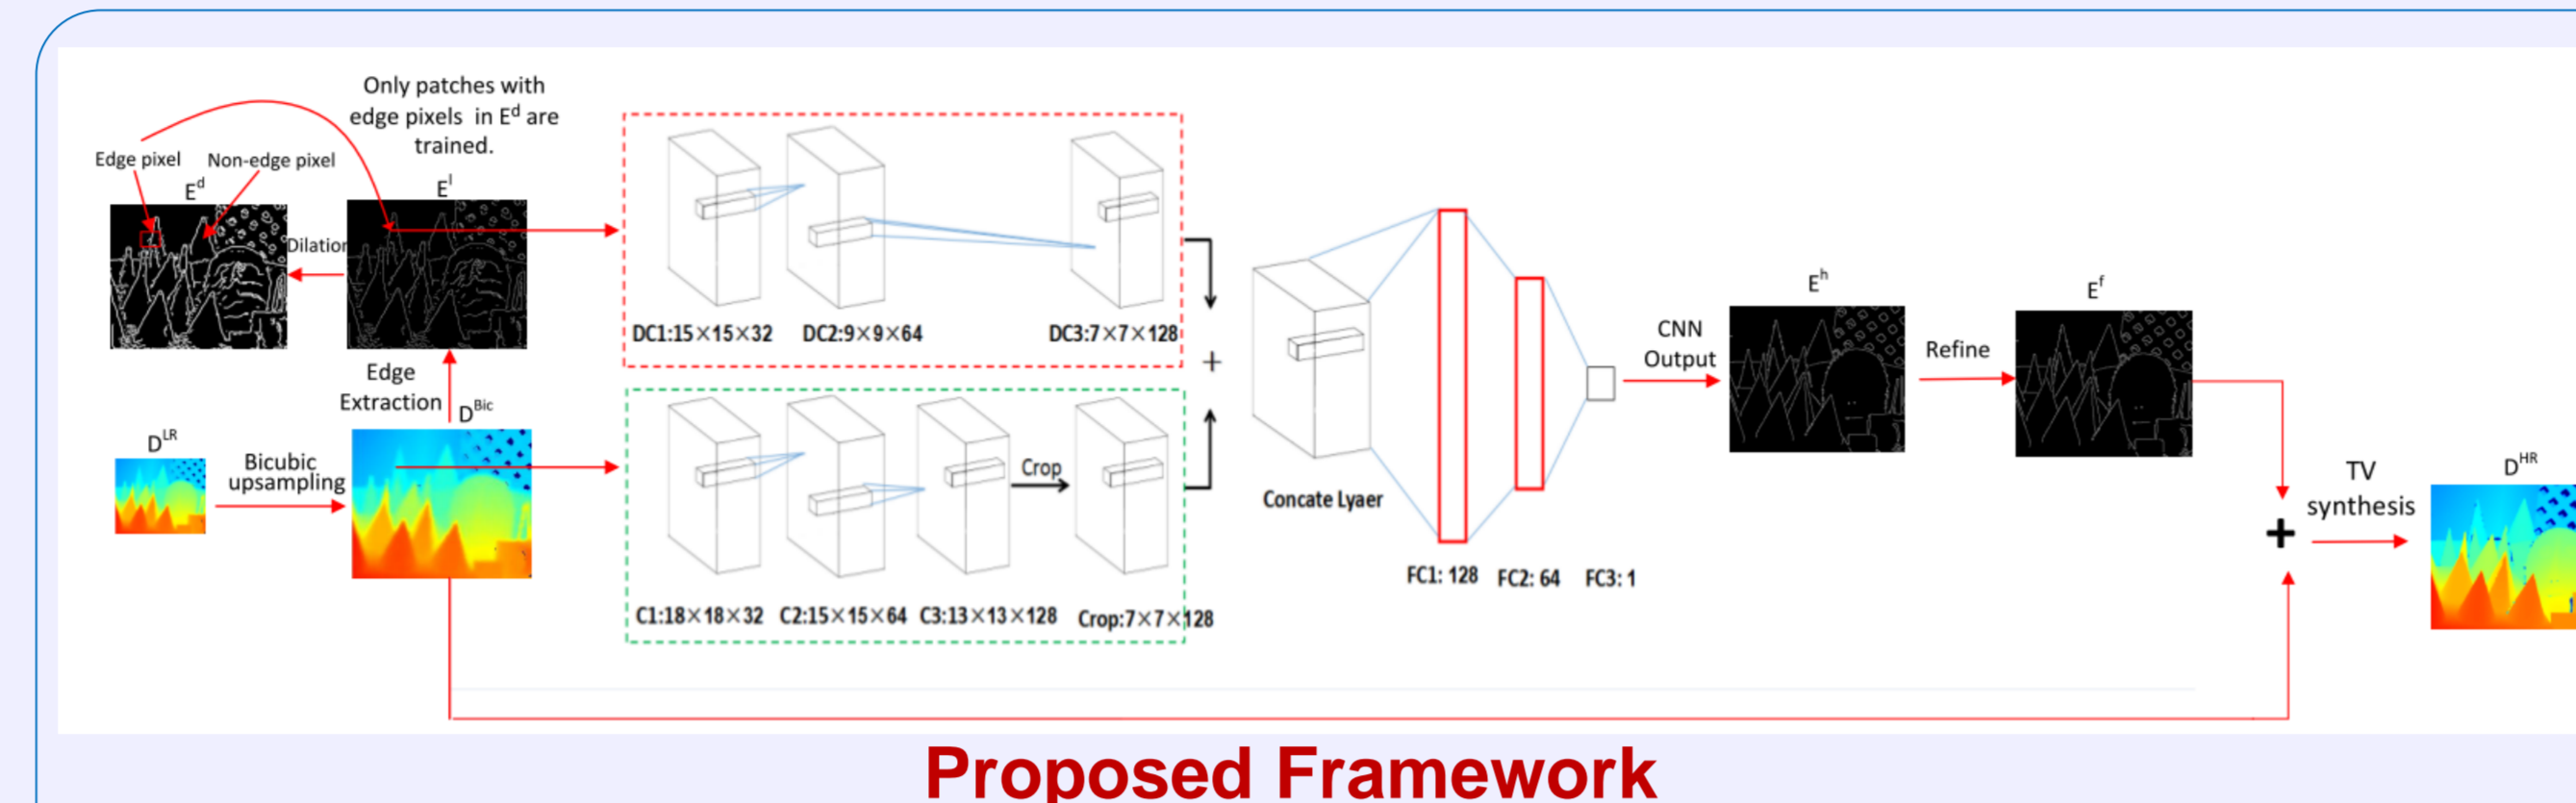 Only patches with
edge pixels in E^d are
trained.
Edge pixel
Non-edge pixel
E^d
E^l
Dilation
Edge
Extraction
D^Bic
D^LR
Bicubic
upsampling
DC1:15×15×32
DC2:9×9×64
DC3:7×7×128
+
Crop
C1:18×18×32
C2:15×15×64
C3:13×13×128
Crop:7×7×128
Concate Lyaer
FC1: 128
FC2: 64
FC3: 1
CNN
Output
E^h
Refine
E^f
+
TV
synthesis
D^HR
Proposed Framework